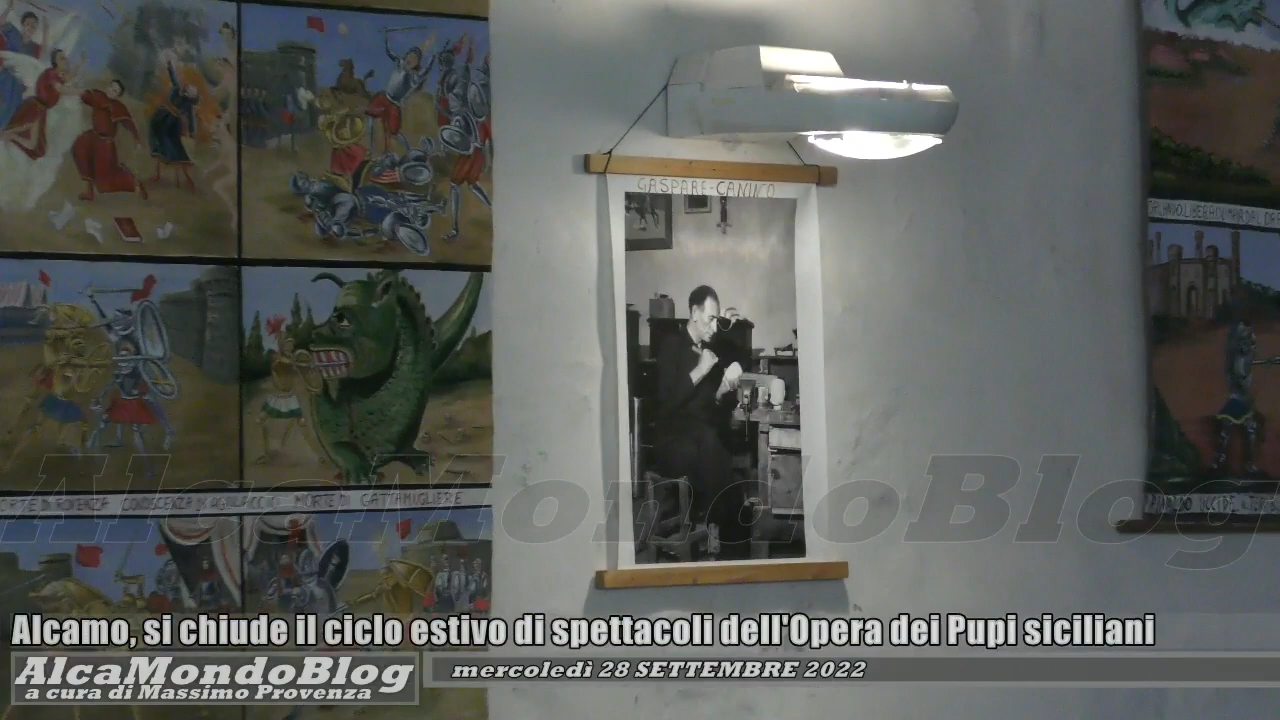 GASPARE-CANINO
MORTE DI GATTAMUGLIERE
AlcaMondoBlog
Alcamo, si chiude il ciclo estivo di spettacoli dell'Opera dei Pupi siciliani
AlcaMondoBlog
a cura di Massimo Provenza
mercoledì 28 SETTEMBRE 2022